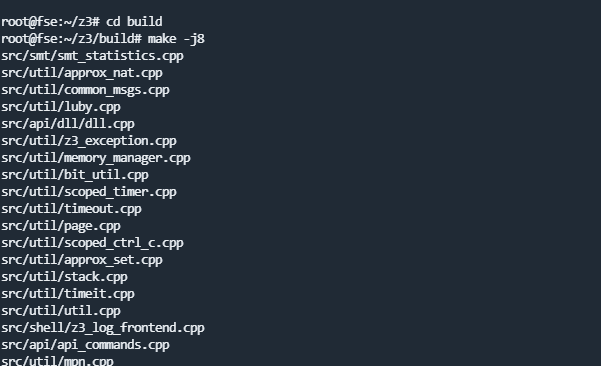 root@fse:~/z3# cd build
root@fse:~/z3/build# make -j8
src/smt/smt_statistics.cpp
src/util/approx_nat.cpp
src/util/common_msgs.cpp
src/util/luby.cpp
src/api/dll/dll.cpp
src/util/z3_exception.cpp
src/util/memory_manager.cpp
src/util/bit_util.cpp
src/util/scoped_timer.cpp
src/util/timeout.cpp
src/util/page.cpp
src/util/scoped_ctrl_c.cpp
src/util/approx_set.cpp
src/util/stack.cpp
src/util/timeit.cpp
src/util/util.cpp
src/shell/z3_log_frontend.cpp
src/api/api_commands.cpp
src/util/mpn.cpp